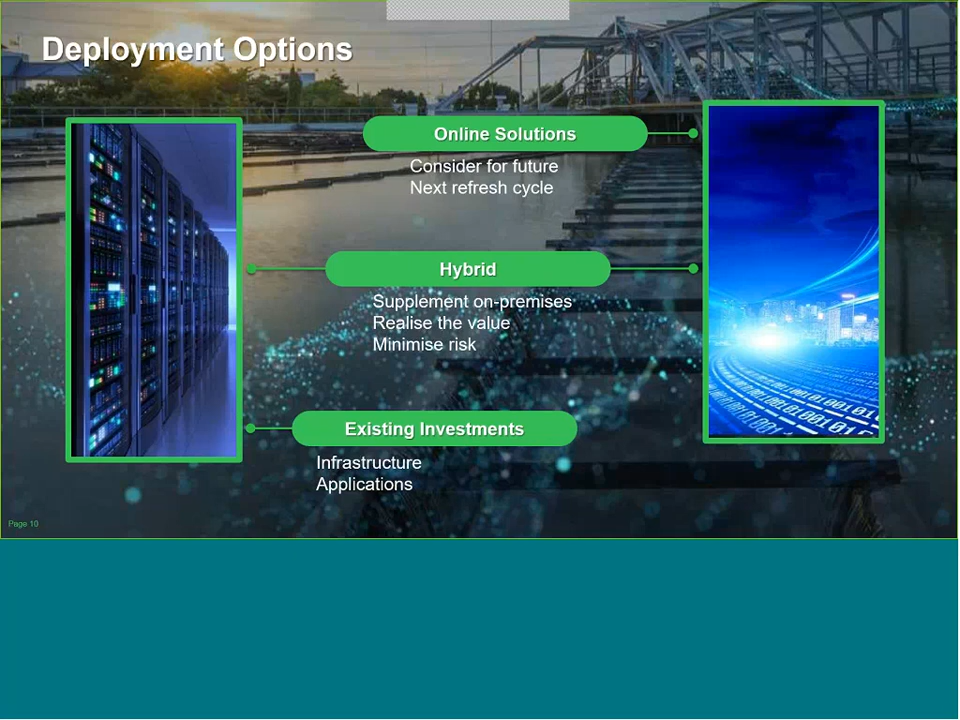 Deployment Options
Online Solutions
Consider for future
Next refresh cycle
Hybrid
Supplement on-premises
Realise the value
Minimise risk
Existing Investments
Infrastructure
Applications
Page 10